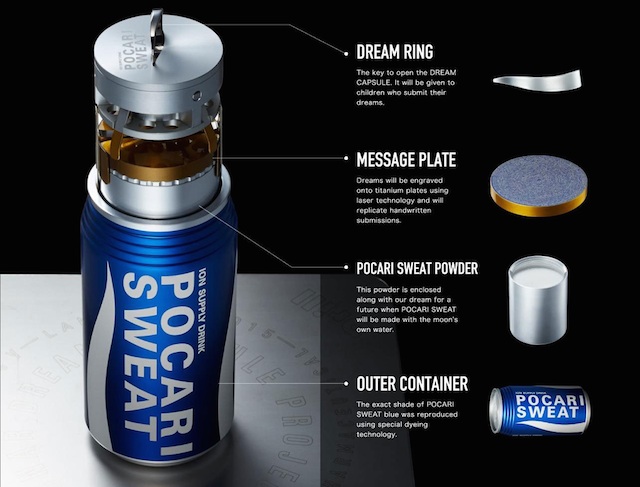 POCARI
SWEAT
ION SUPPLY DRINK
POCARI
SWEAT
DREAM RING
The key to open the DREAM
CAPSULE. It will be given to
children who submit their
dreams.
MESSAGE PLATE
Dreams will be engraved
onto titanium plates using
laser technology and will
replicate handwritten
submissions.
POCARI SWEAT POWDER
This powder is enclosed
along with our dream for a
future when POCARI SWEAT
will be made with the moon's
own water.
OUTER CONTAINER
The exact shade of POCARI
SWEAT blue was reproduced
using special dyeing
technology.
ION SUPPLY DRINK
POCARI
SWEAT